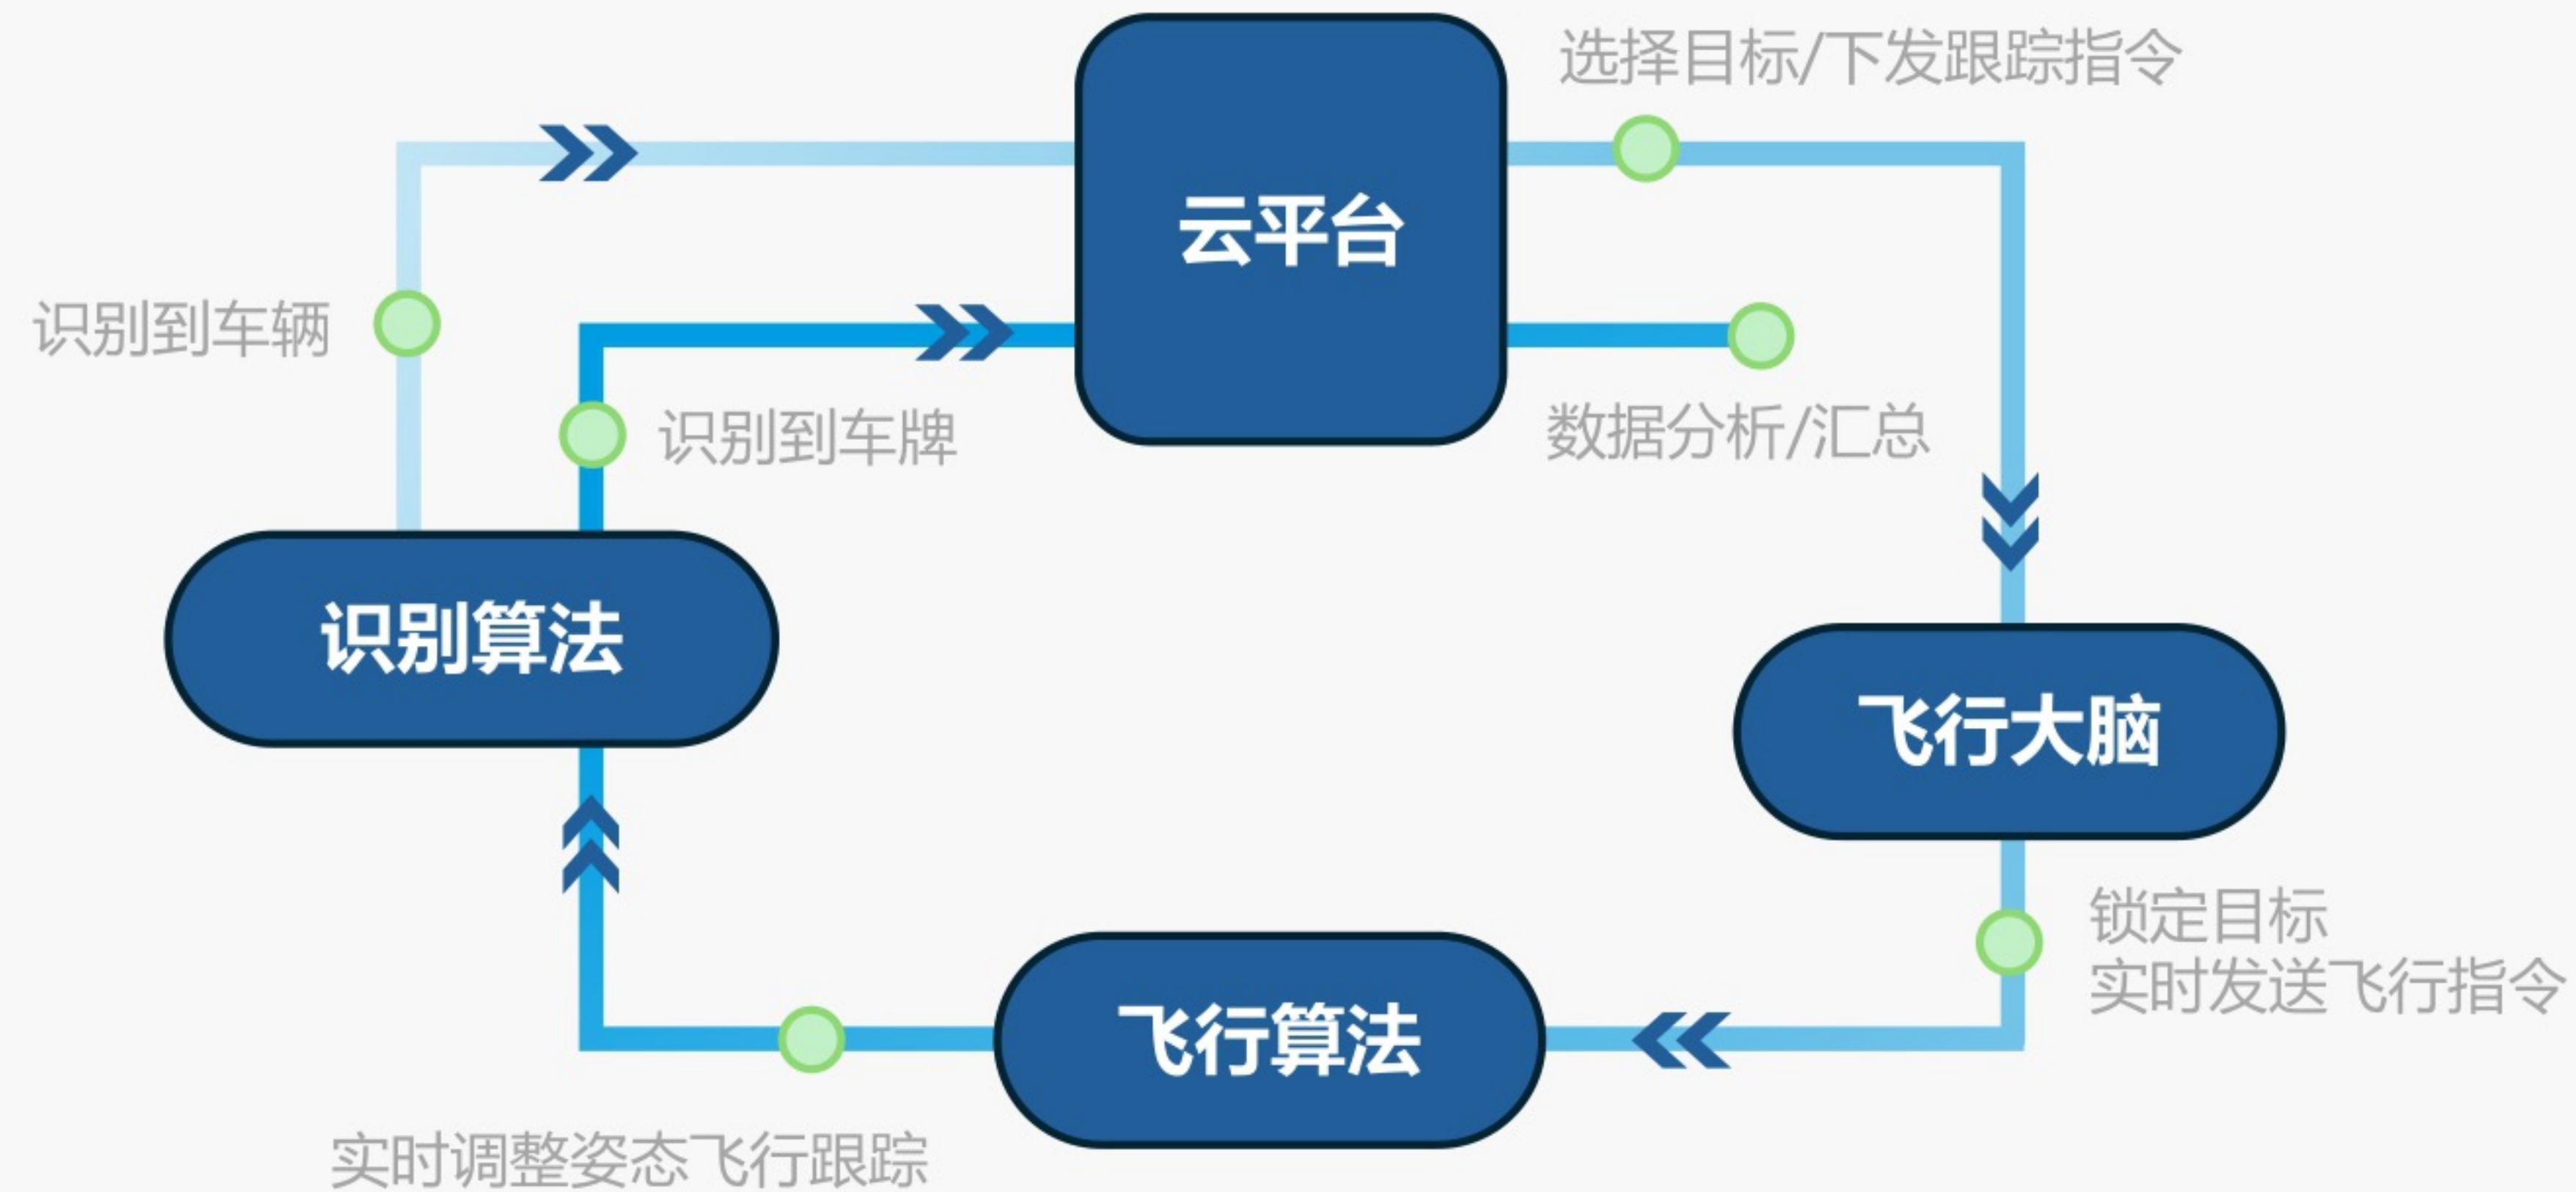 选择目标/下发跟踪指令
云平台
识别到车辆
识别到车牌
数据分析/汇总
识别算法
飞行大脑
锁定目标
实时发送飞行指令
飞行算法
实时调整姿态飞行跟踪